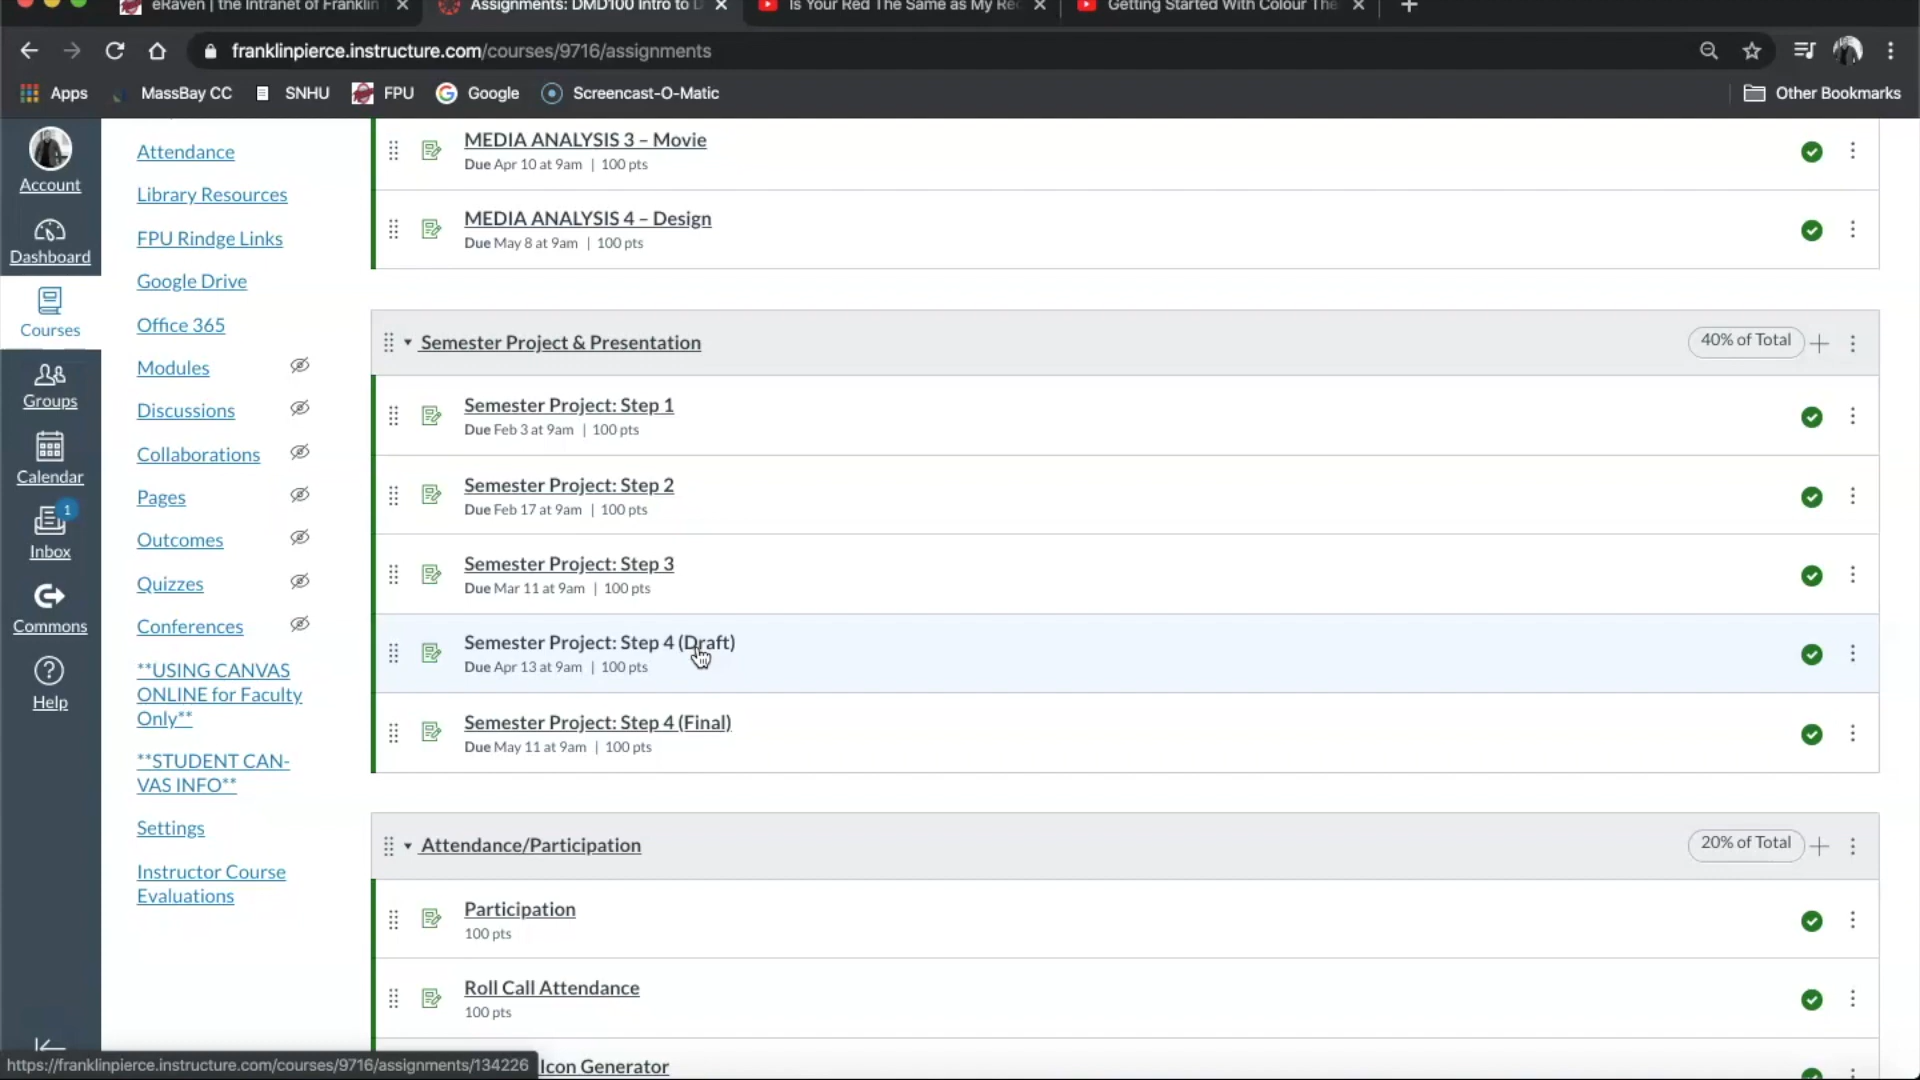 eRaven | the Intranet of Franklin
Assignments: DMD100 Intro to D
Is Your Red The Same as My Re
Getting Started With Colour The
franklinpierce.instructure.com/courses/9716/assignments
Apps
MassBay CC
SNHU
FPU
Google
Screencast-O-Matic
Other Bookmarks
Account
Dashboard
Courses
Groups
Calendar
1
Inbox
Commons
Help
Attendance
Library Resources
FPU Rindge Links
Google Drive
Office 365
Modules
Discussions
Collaborations
Pages
Outcomes
Quizzes
Conferences
**USING CANVAS
ONLINE for Faculty
Only**
**STUDENT CAN-
VAS INFO**
Settings
Instructor Course
Evaluations
MEDIA ANALYSIS 3 – Movie
Due Apr 10 at 9am | 100 pts
MEDIA ANALYSIS 4 – Design
Due May 8 at 9am | 100 pts
Semester Project & Presentation
40% of Total
Semester Project: Step 1
Due Feb 3 at 9am | 100 pts
Semester Project: Step 2
Due Feb 17 at 9am | 100 pts
Semester Project: Step 3
Due Mar 11 at 9am | 100 pts
Semester Project: Step 4 (Draft)
Due Apr 13 at 9am | 100 pts
Semester Project: Step 4 (Final)
Due May 11 at 9am | 100 pts
Attendance/Participation
20% of Total
Participation
100 pts
Roll Call Attendance
100 pts
Icon Generator
https://franklinpierce.instructure.com/courses/9716/assignments/134226